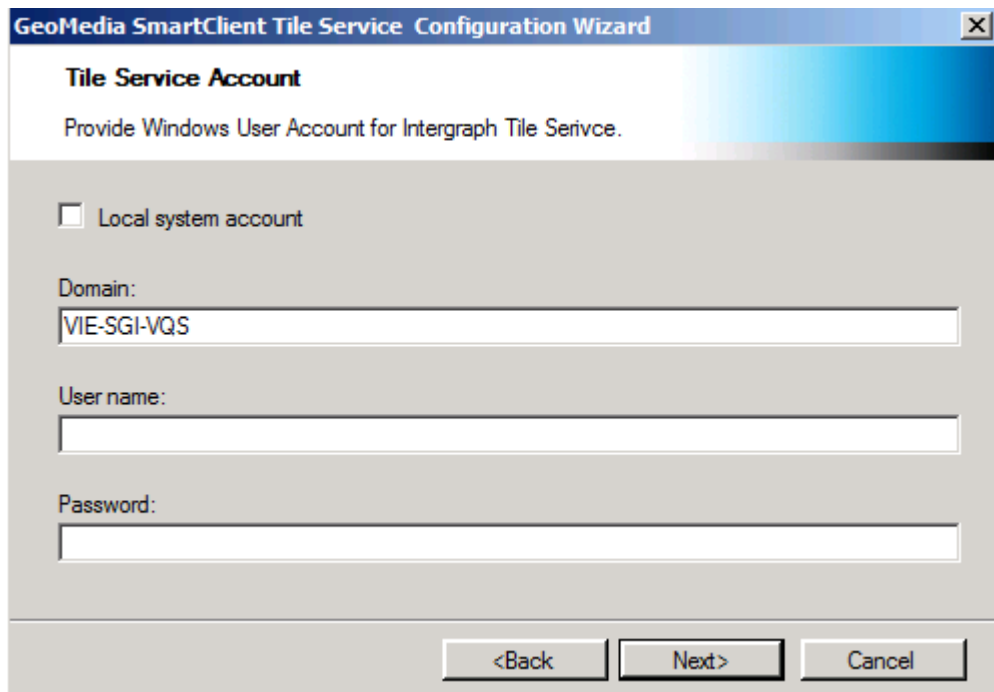 GeoMedia SmartClient Tile Service Configuration Wizard
Tile Service Account
Provide Windows User Account for Intergraph Tile Serivce.
Local system account
Domain:
VIE-SGI-VQS
User name:
Password:
<Back
Next>
Cancel